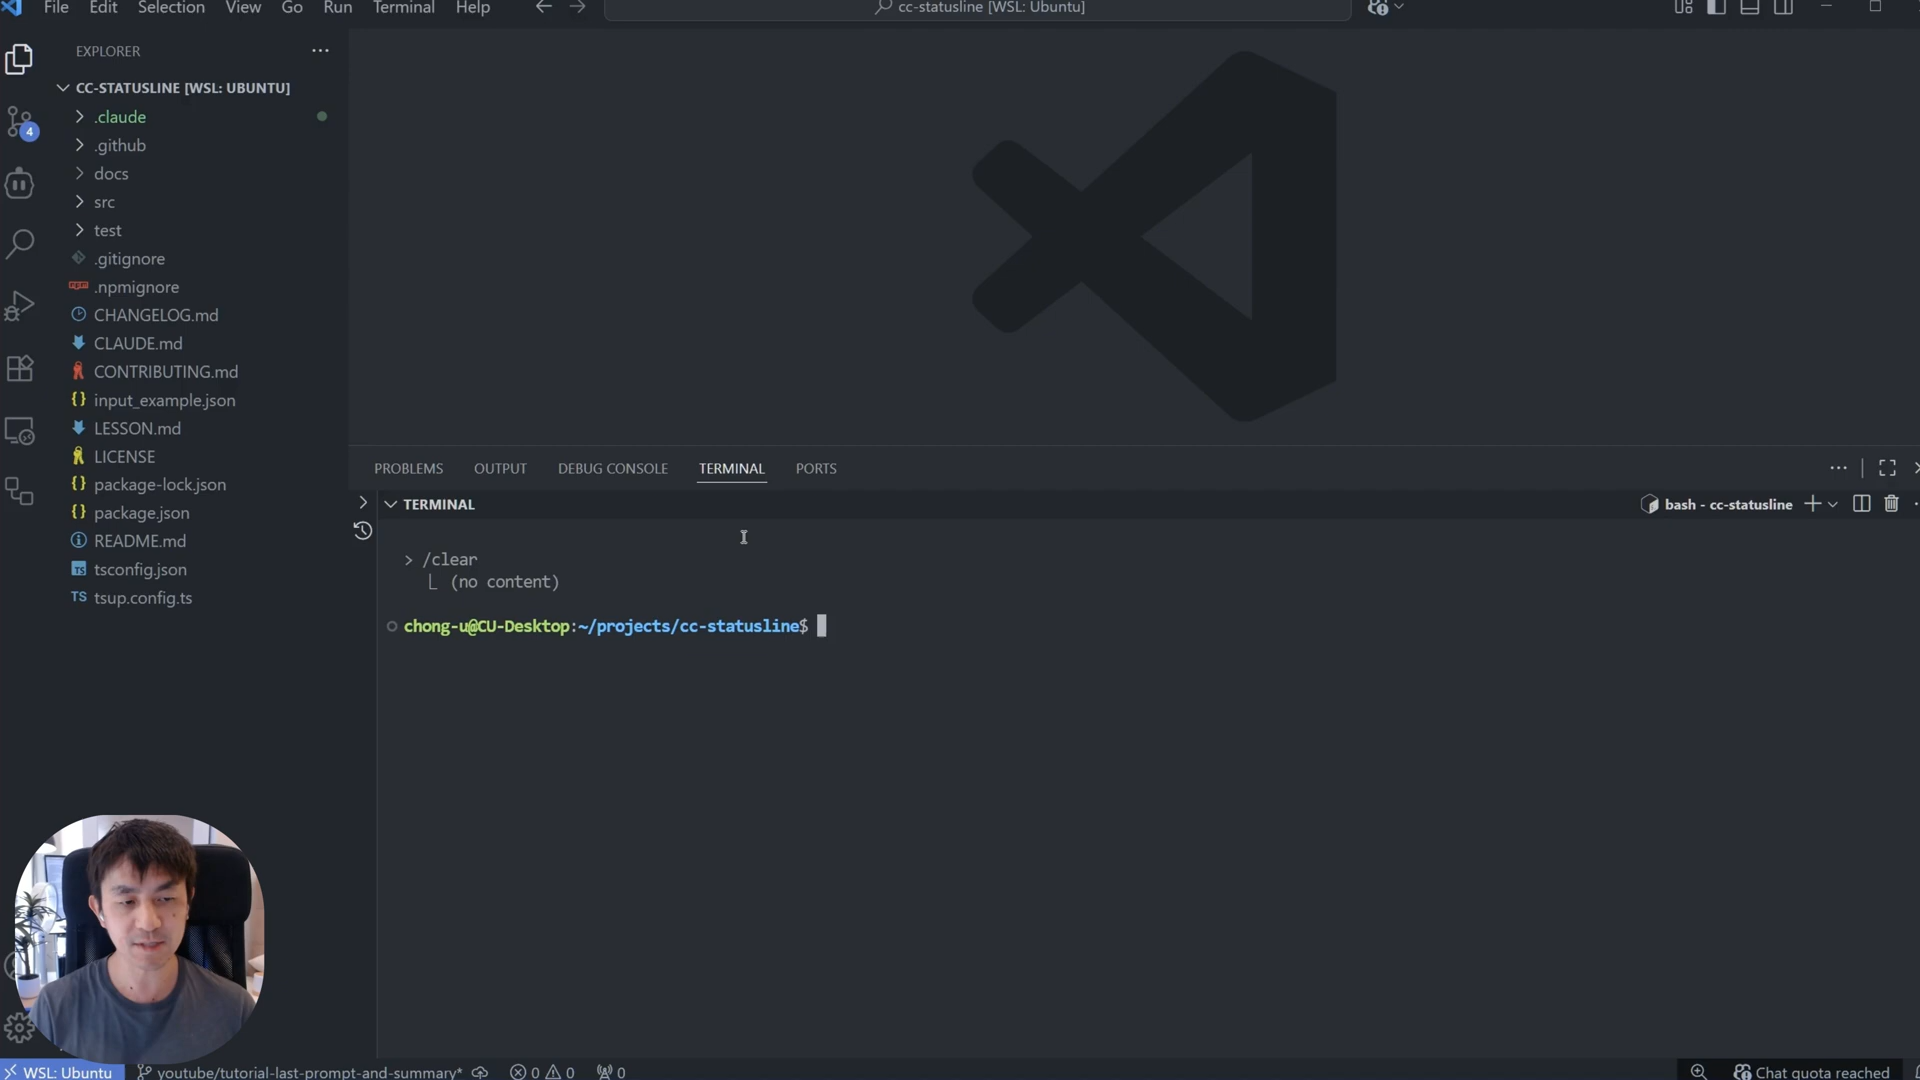 File Edit Selection View Go Run Terminal Help
cc-statusline [WSL: Ubuntu]
EXPLORER
CC-STATUSLINE [WSL: UBUNTU]
.claude
.github
docs
src
test
.gitignore
.npmignore
CHANGELOG.md
CLAUDE.md
CONTRIBUTING.md
{} input_example.json
LESSON.md
LICENSE
{} package-lock.json
{} package.json
README.md
TS tsconfig.json
TS tsup.config.ts
4
PROBLEMS OUTPUT DEBUG CONSOLE TERMINAL PORTS
TERMINAL
bash - cc-statusline
> /clear
(no content)
chong-u@CU-Desktop:~/projects/cc-statusline$
WSL: Ubuntu youtube/tutorial-last-prompt-and-summary* 0 0 0 Chat quota reached